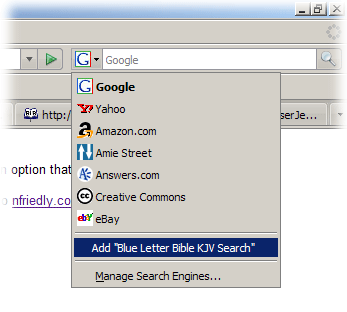 Google
Google
Yahoo
http://
serJe...
Amazon.com
Amie Street
option that
Answers.com
Creative Commons
nfriedly.co
eBay
Add "Blue Letter Bible KJV Search"
Manage Search Engines...